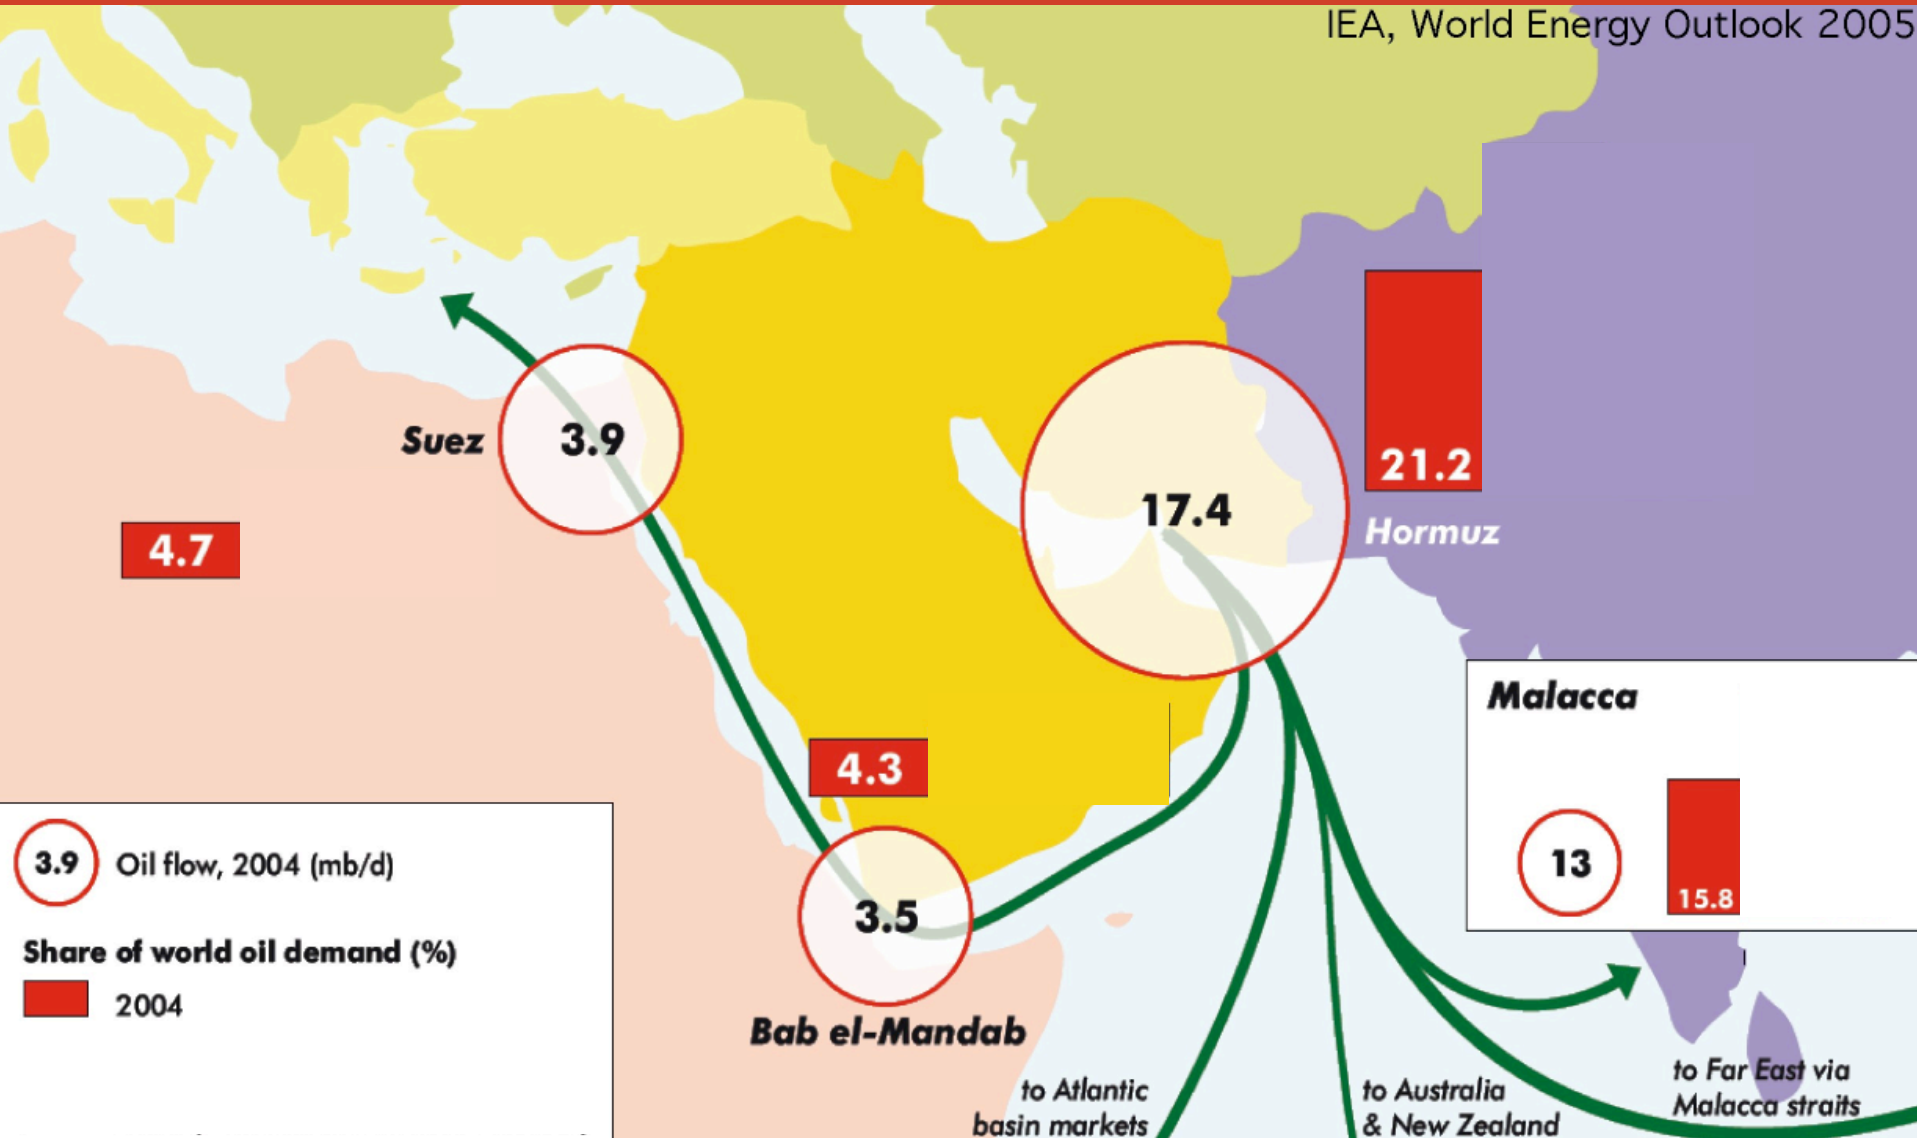 IEA, World Energy Outlook 2005
Suez
3.9
17.4
21.2
Hormuz
4.7
4.3
3.5
Bab el-Mandab
Malacca
13
15.8
3.9
Oil flow, 2004 (mb/d)
Share of world oil demand (%)
2004
to Atlantic
basin markets
to Australia
& New Zealand
to Far East via
Malacca straits